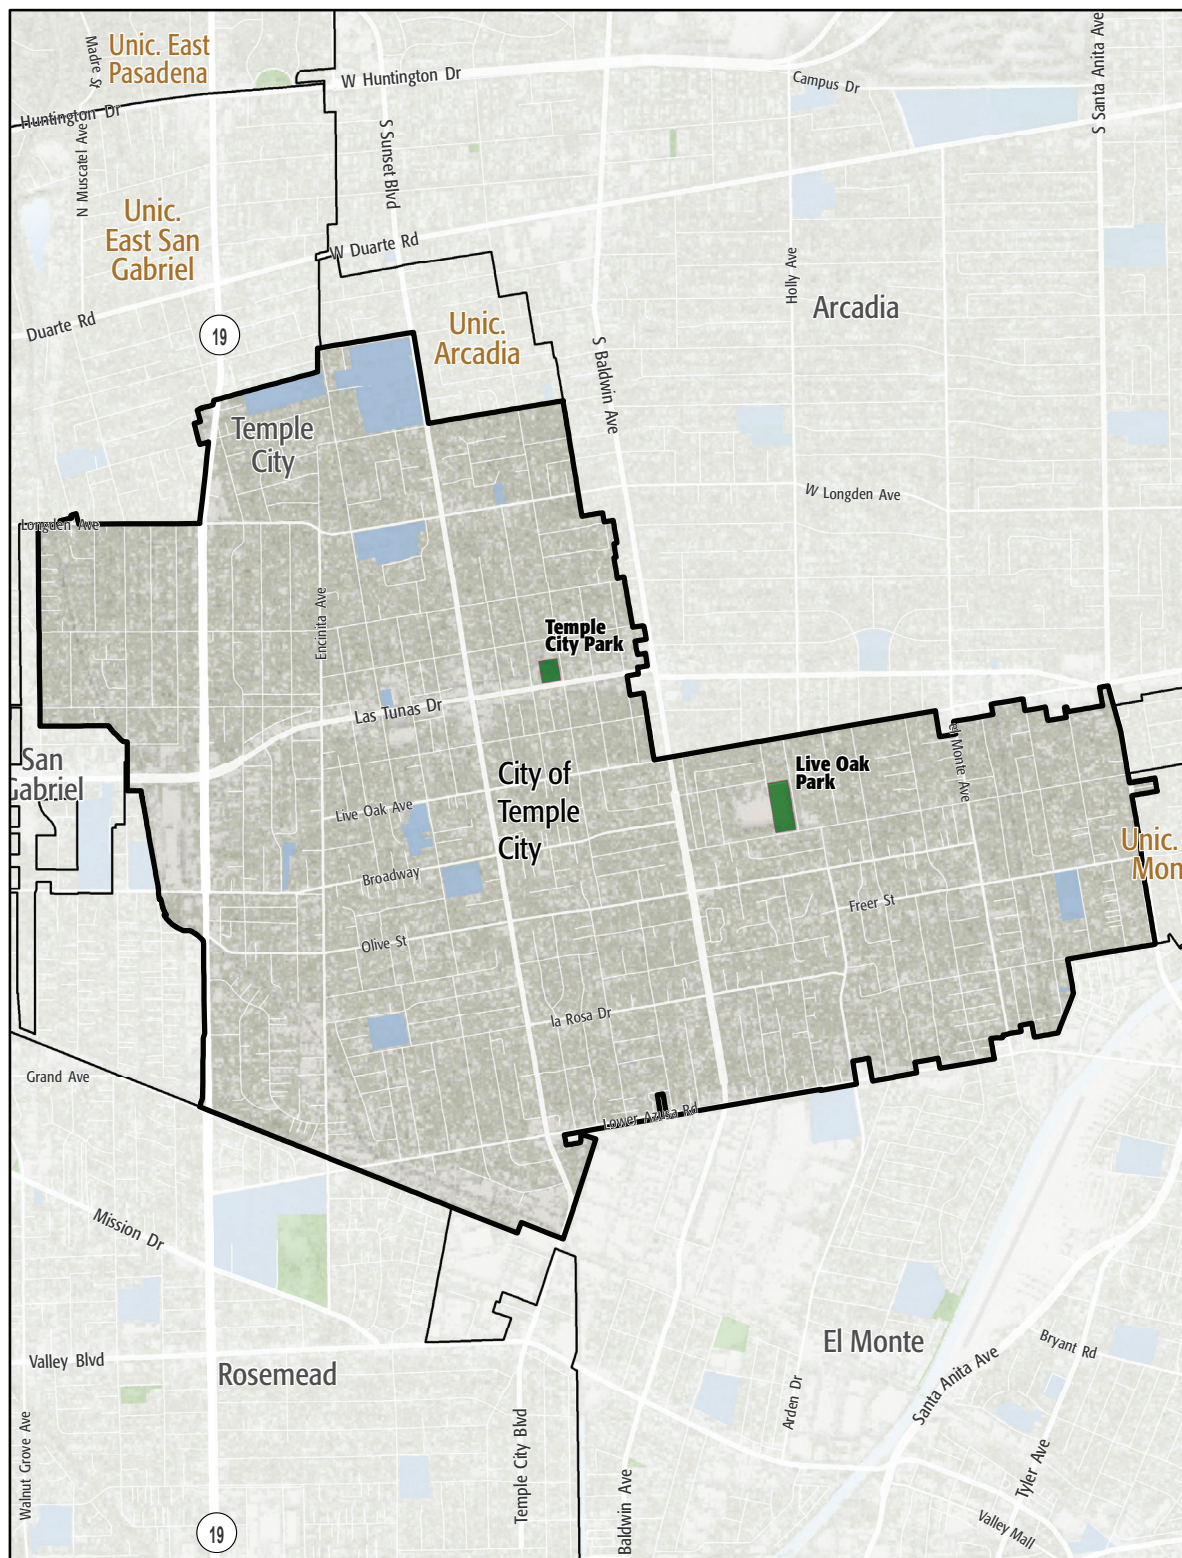 Unic. East
Pasadena
Madre St
W Huntington Dr
Campus Dr
S Santa Anita Ave
Huntington Dr
N Muscatel Ave
S Sunset Blvd
Unic.
East San
Gabriel
W Duarte Rd
Holly Ave
Arcadia
Duarte Rd
19
Unic.
Arcadia
S Baldwin Ave
Temple
City
W Longden Ave
Longden Ave
Encinita Ave
Temple
City Park
Las Tunas Dr
el Monte Ave
San
Gabriel
City of
Temple
City
Live Oak
Park
Live Oak Ave
Unic.
Mon
Broadway
Freer St
Olive St
la Rosa Dr
Grand Ave
Lower Azusa Rd
Mission Dr
El Monte
Bryant Rd
Valley Blvd
Rosemead
Santa Anita Ave
Arden Dr
Walnut Grove Ave
Temple City Blvd
Baldwin Ave
Tyler Ave
Valley Mall
19